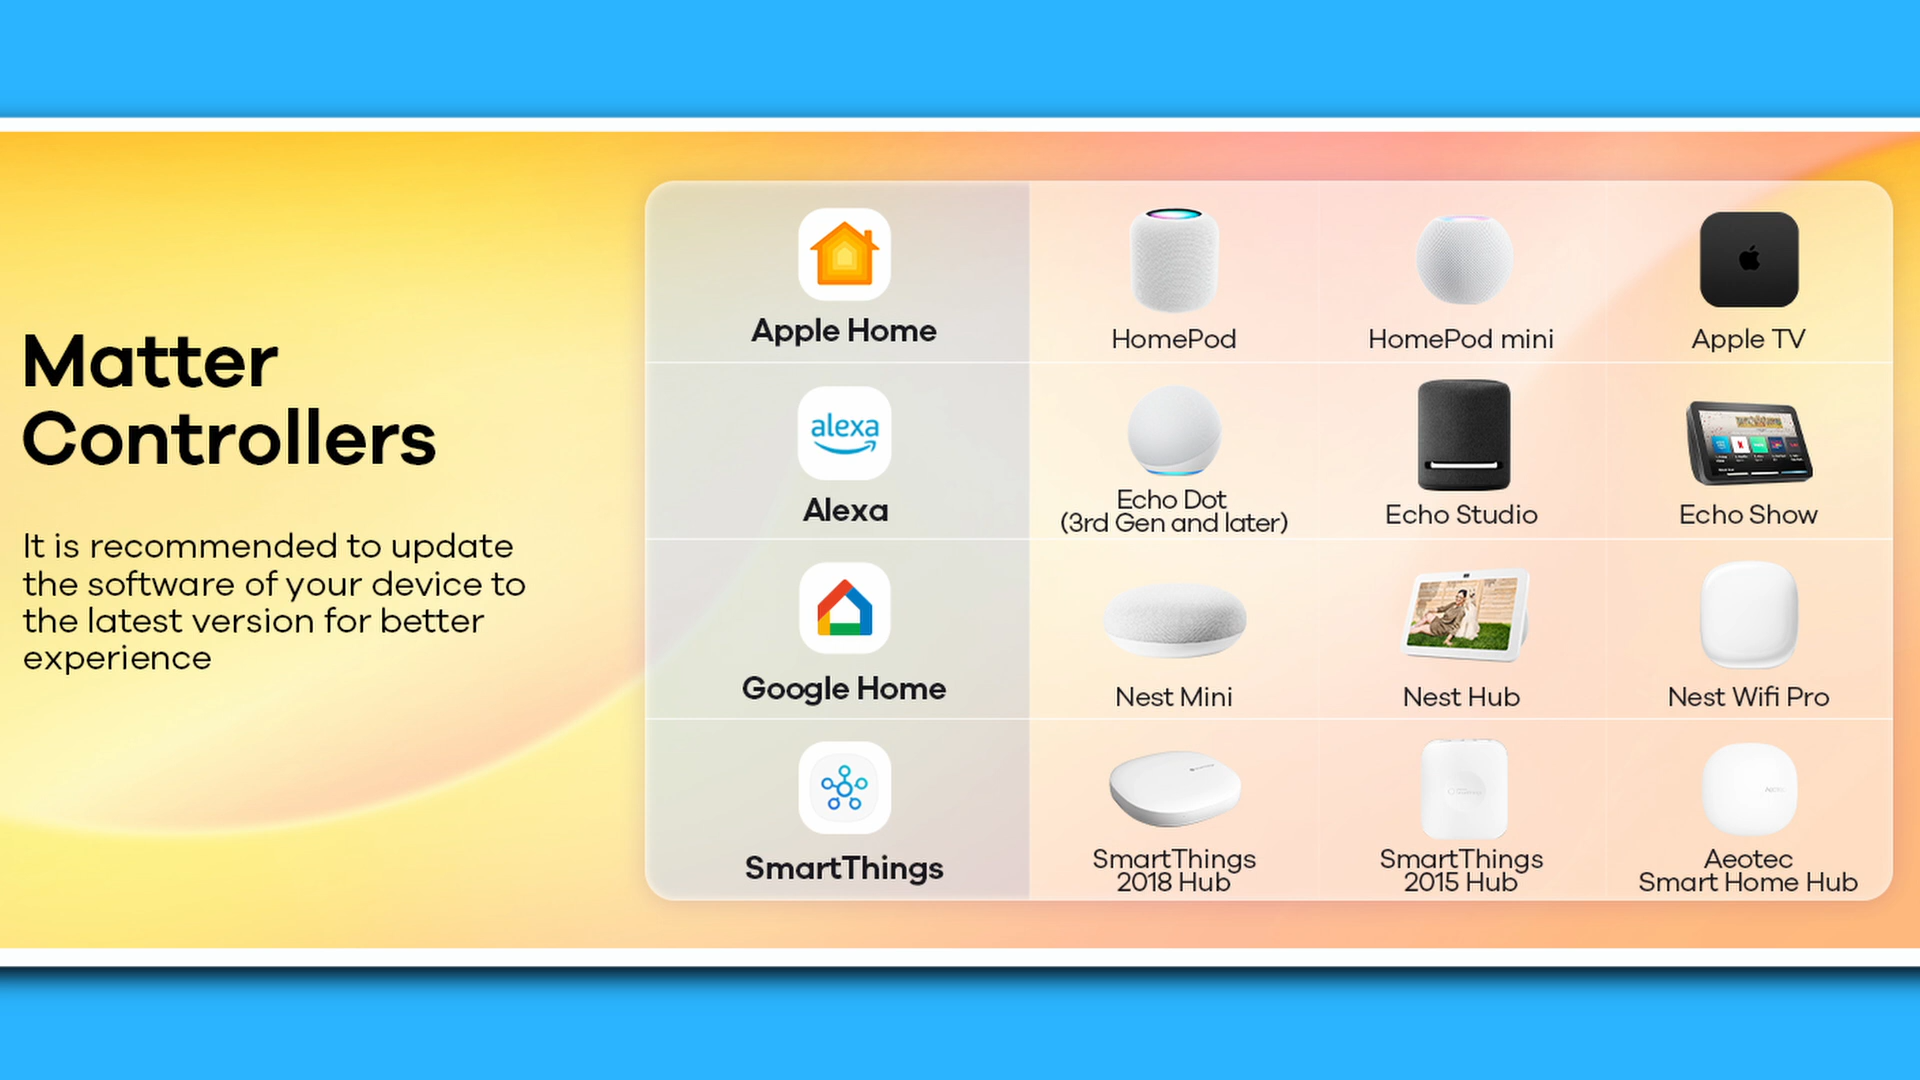 Matter
Controllers
It is recommended to update
the software of your device to
the latest version for better
experience
Apple Home
HomePod
HomePod mini
Apple TV
alexa
Alexa
Echo Dot
(3rd Gen and later)
Echo Studio
Echo Show
Google Home
Nest Mini
Nest Hub
Nest Wifi Pro
SmartThings
SmartThings
2018 Hub
SmartThings
2015 Hub
Aeotec
Smart Home Hub